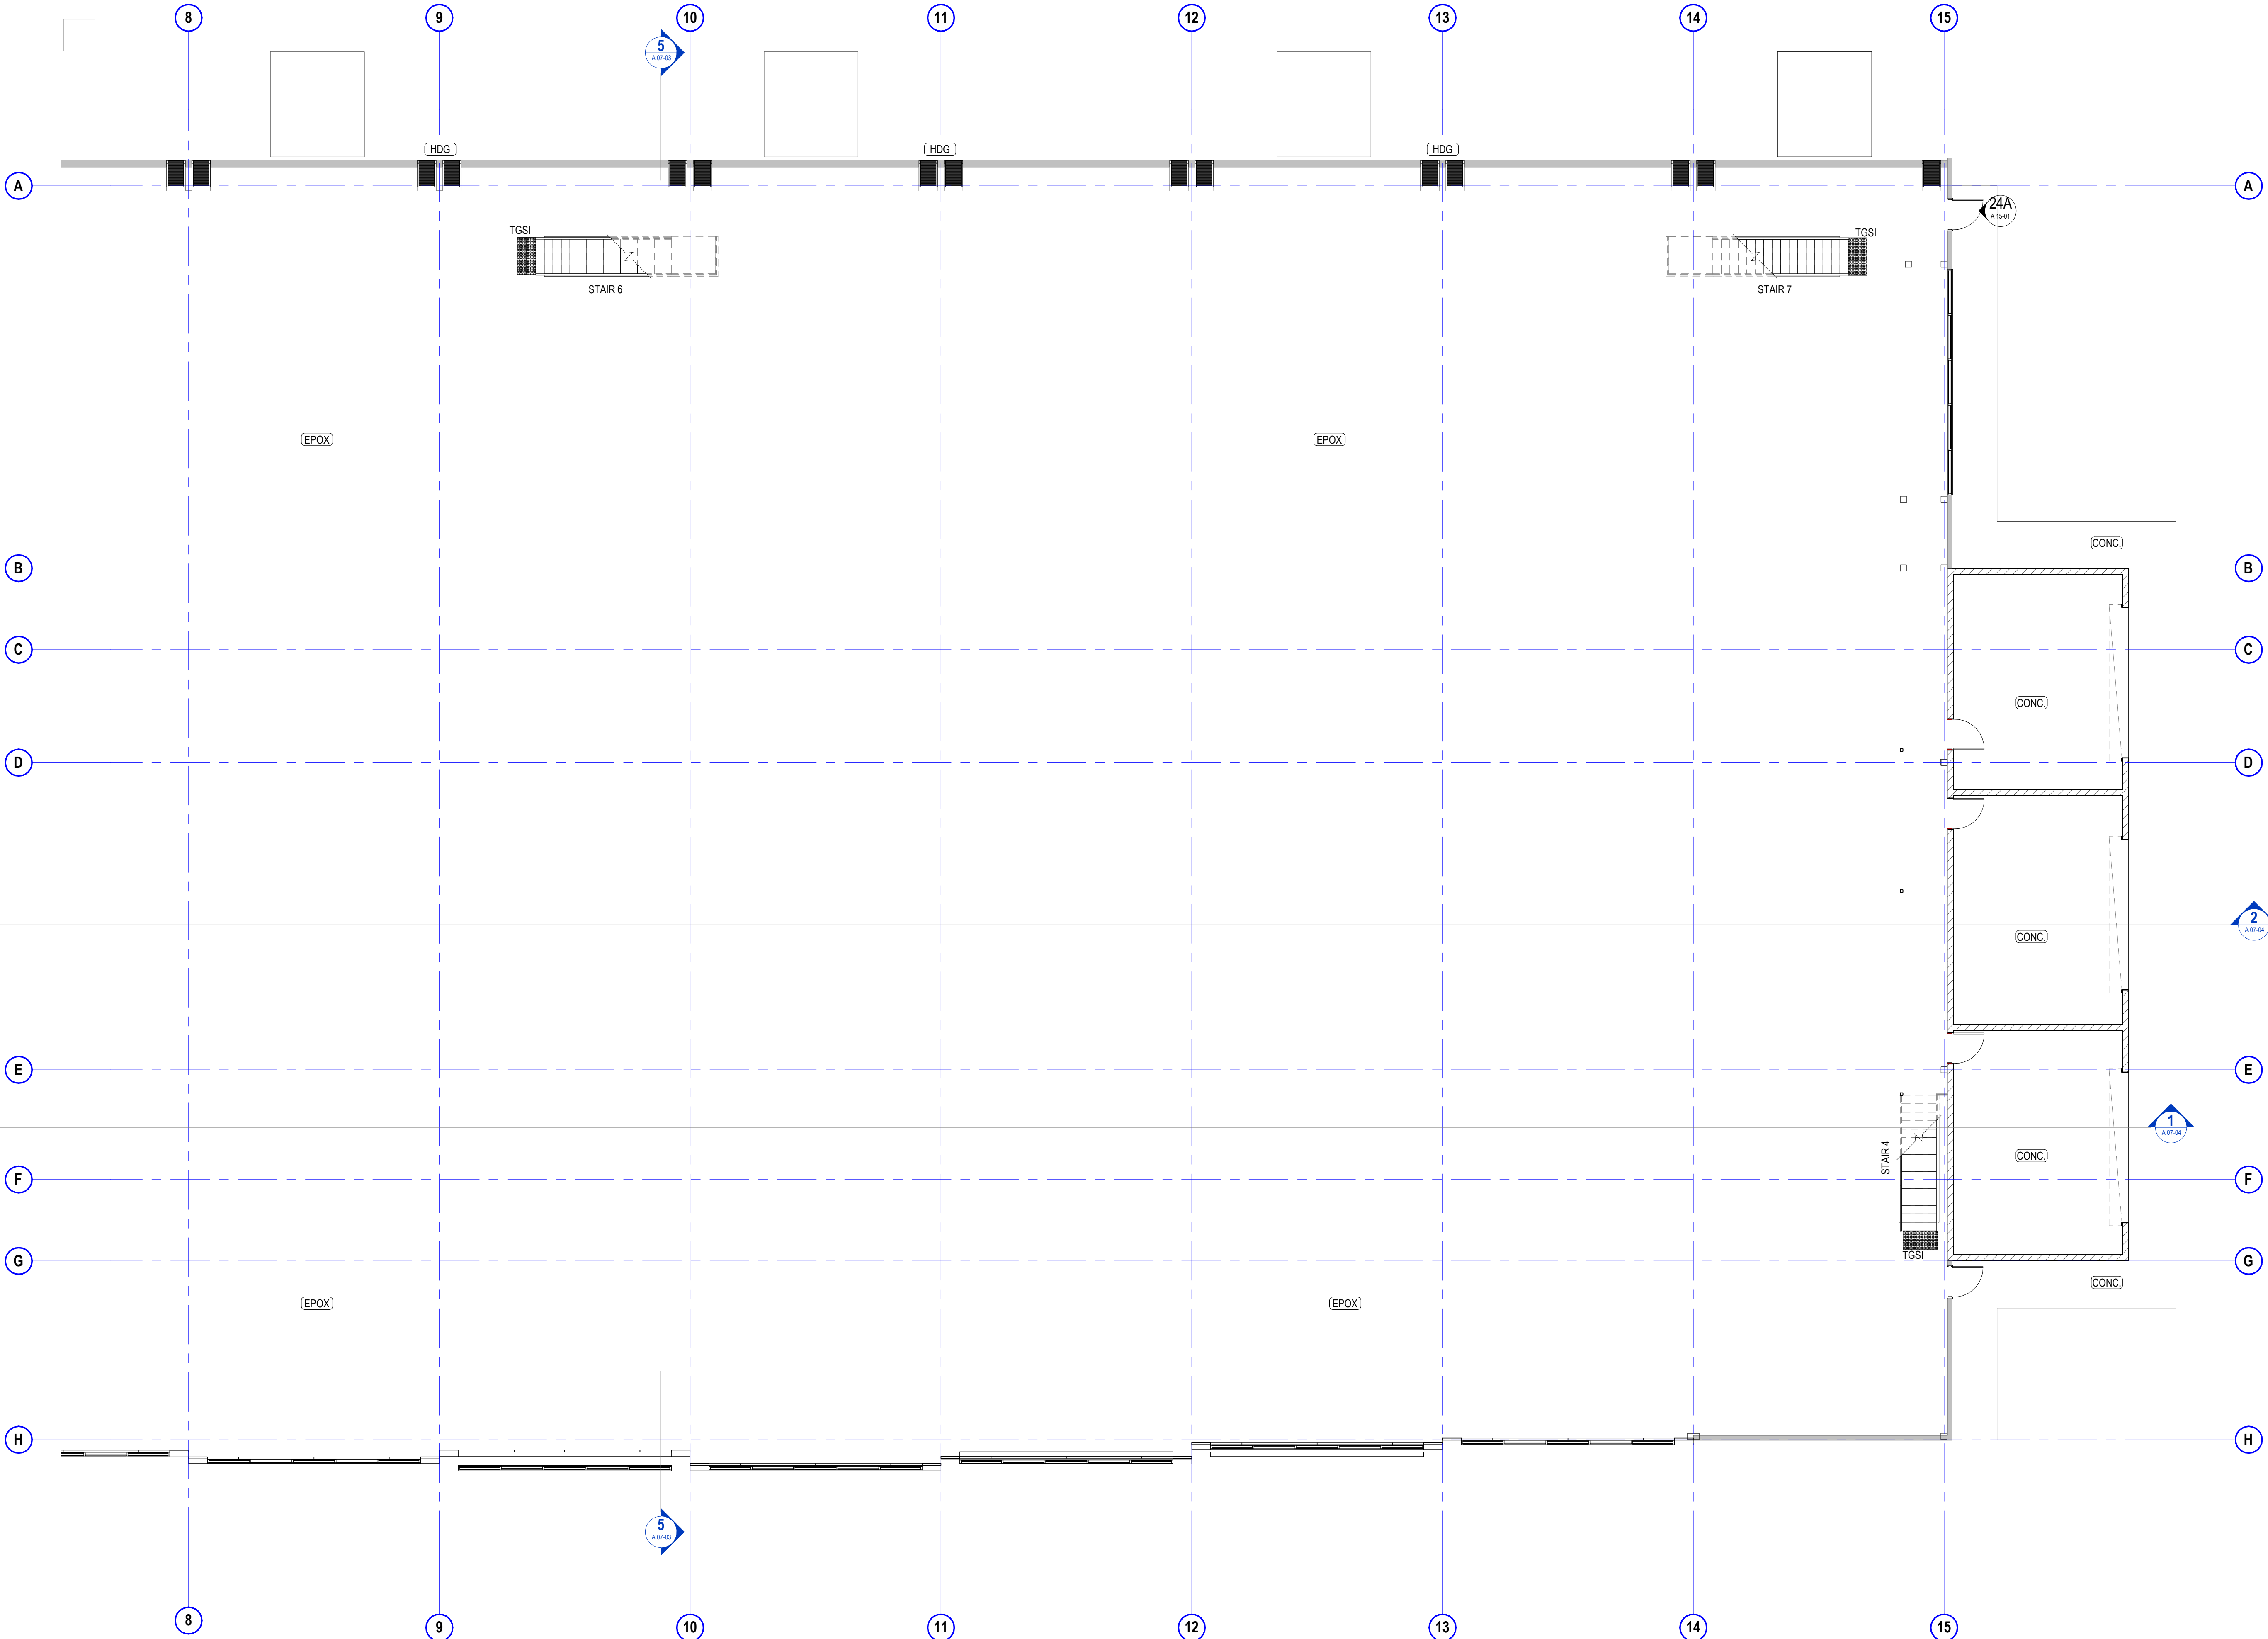 8
9
10
11
12
13
14
15
5
A 07-03
HDG
HDG
HDG
A
A
24A
A 15-01
TGSI
TGSI
STAIR 6
STAIR 7
EPOX
EPOX
CONC.
B
B
C
C
CONC.
D
D
2
A 07-04
CONC.
E
E
1
A 07-04
STAIR 4
CONC.
F
F
TGSI
G
G
CONC.
EPOX
EPOX
H
H
5
A 07-03
8
9
10
11
12
13
14
15